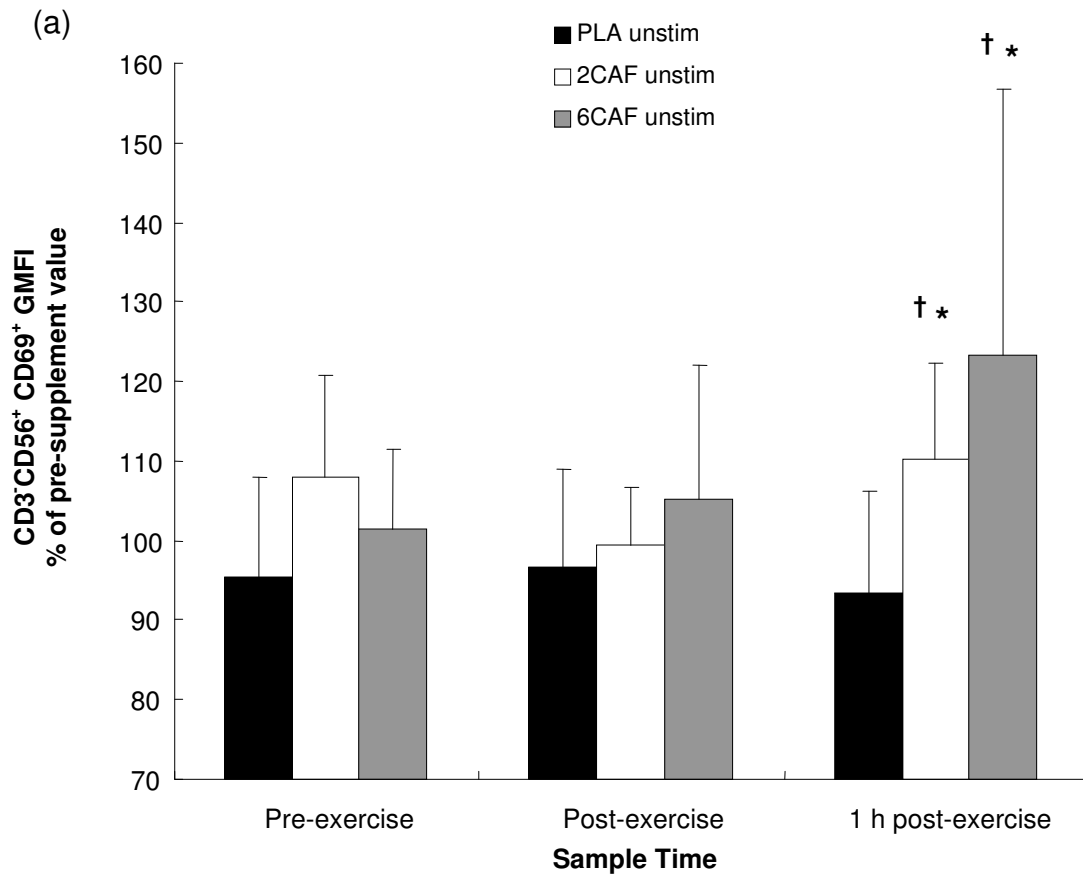 (a)
PLA unstim
2CAF unstim
6CAF unstim
† *
† *
160
150
140
130
120
110
100
90
80
70
CD3⁻CD56⁺ CD69⁺ GMFI
% of pre-supplement value
Pre-exercise
Post-exercise
1 h post-exercise
Sample Time